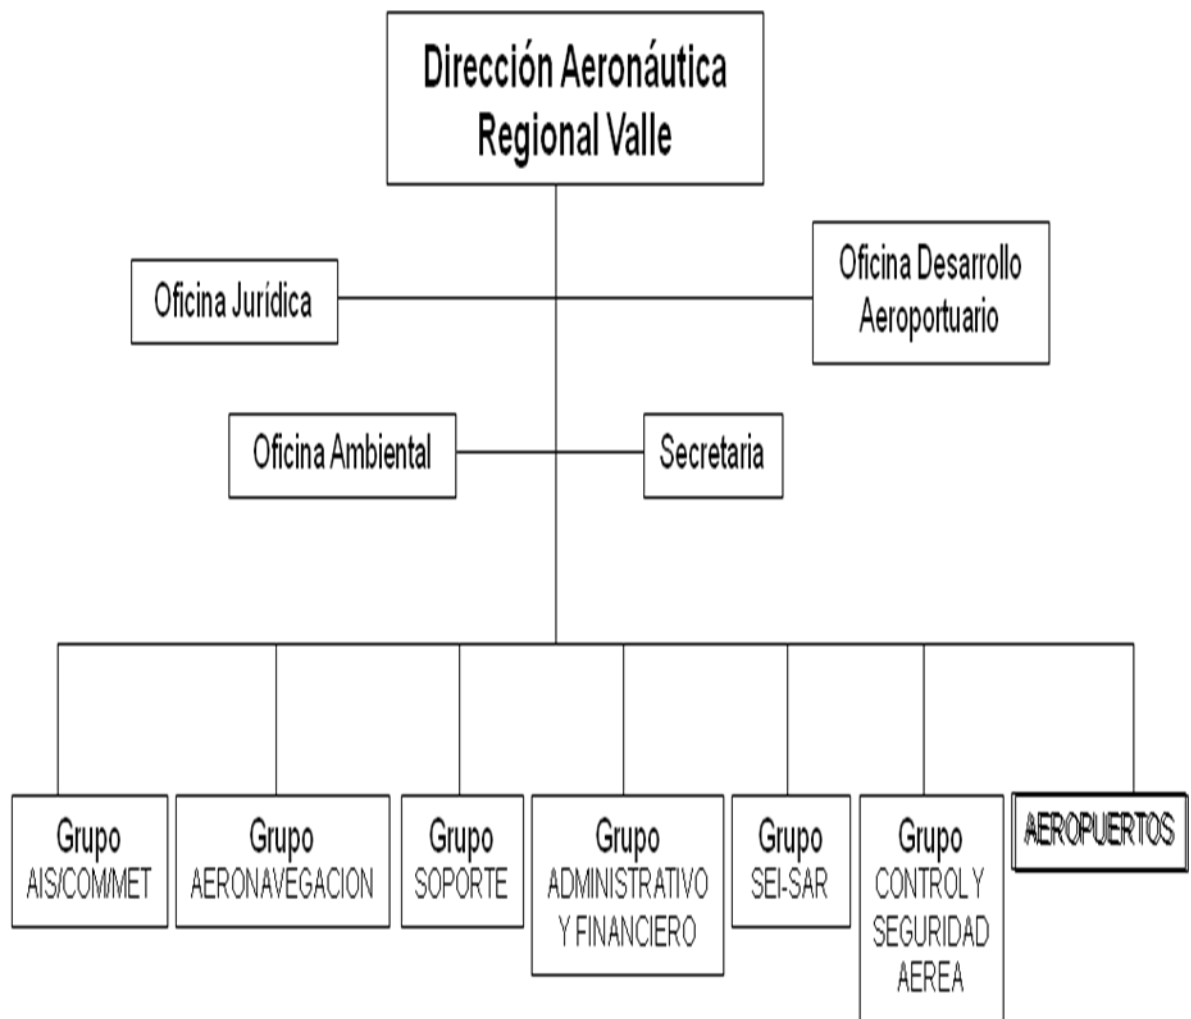 Dirección Aeronáutica
Regional Valle
Oficina Jurídica
Oficina Desarrollo
Aeroportuario
Oficina Ambiental
Secretaria
Grupo
AIS/COM/MET
Grupo
AERONAVEGACION
Grupo
SOPORTE
Grupo
ADMINISTRATIVO
Y FINANCIERO
Grupo
SEI-SAR
Grupo
CONTROL Y
SEGURIDAD
AEREA
AEROPUERTOS